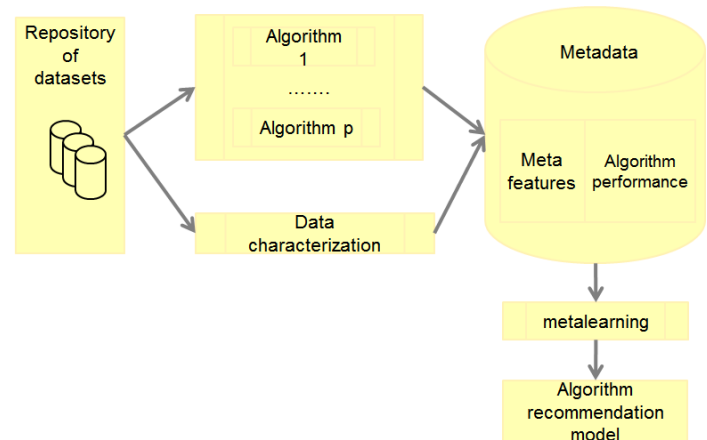 Repository
of
datasets
Algorithm
1
.......
Algorithm p
Data
characterization
Metadata
Meta
features
Algorithm
performance
metalearning
Algorithm
recommendation
model